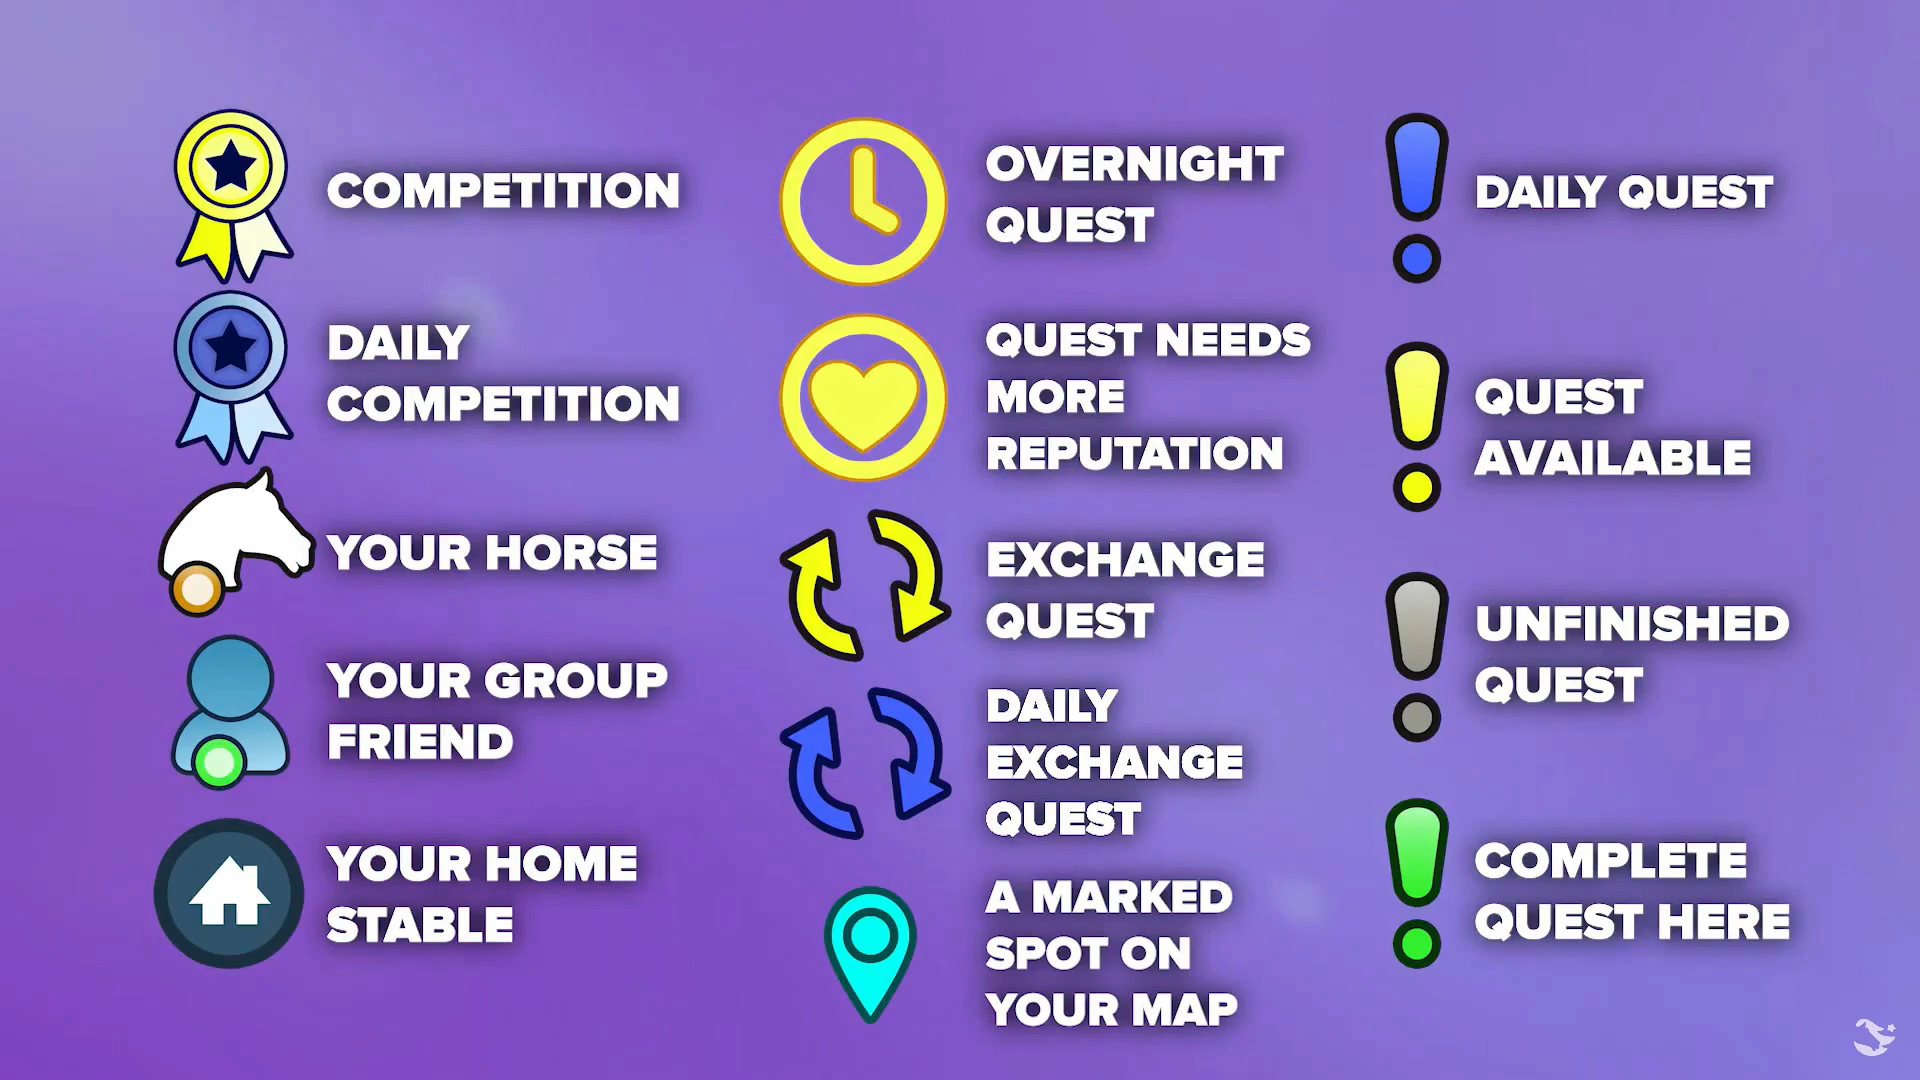 COMPETITION
DAILY
COMPETITION
YOUR HORSE
YOUR GROUP
FRIEND
YOUR HOME
STABLE
OVERNIGHT
QUEST
QUEST NEEDS
MORE
REPUTATION
EXCHANGE
QUEST
DAILY
EXCHANGE
QUEST
A MARKED
SPOT ON
YOUR MAP
DAILY QUEST
QUEST
AVAILABLE
UNFINISHED
QUEST
COMPLETE
QUEST HERE